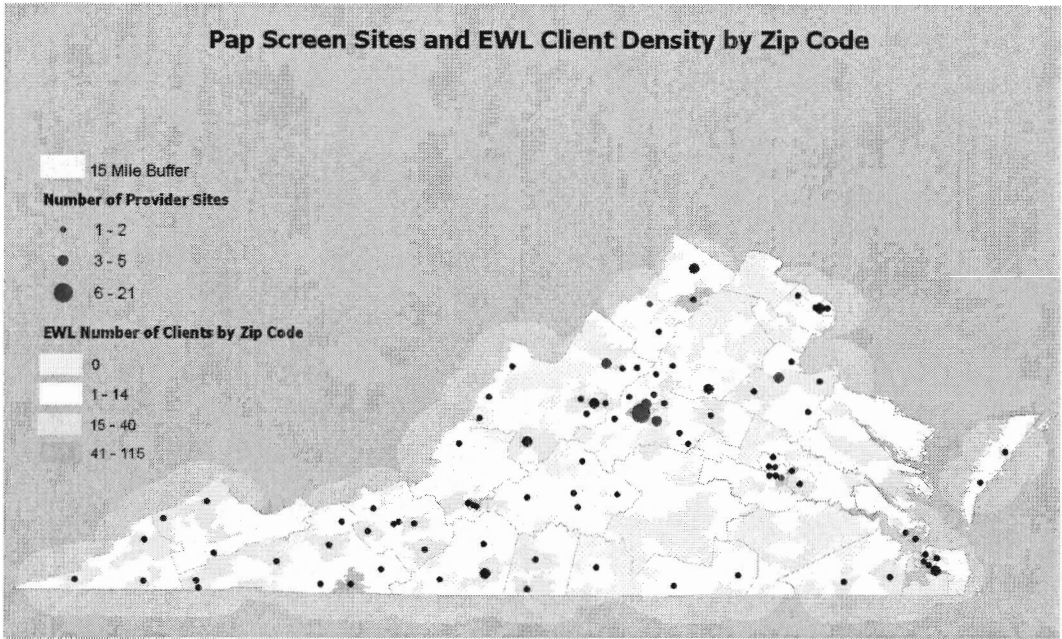 Pap Screen Sites and EWL Client Density by Zip Code
15 Mile Buffer
Number of Provider Sites
1 - 2
3 - 5
6 - 21
EWL Number of Clients by Zip Code
0
1 - 14
15 - 40
41 - 115